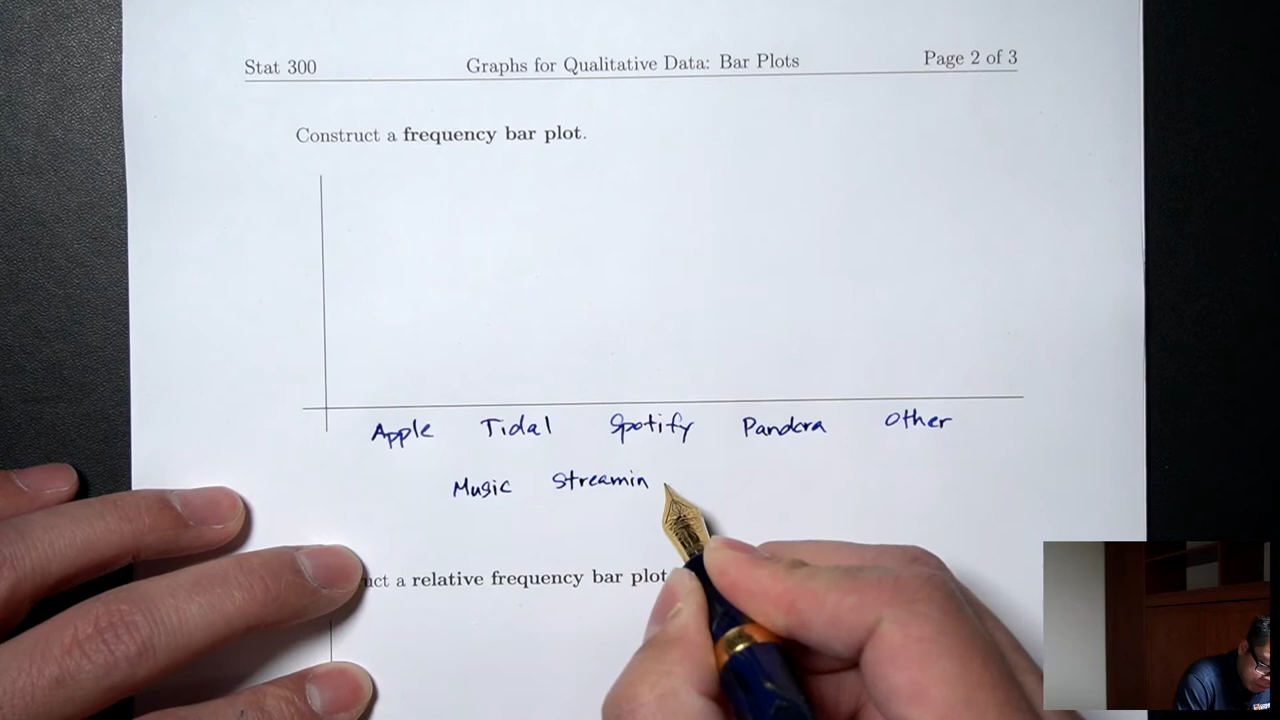 Stat 300 Graphs for Qualitative Data: Bar Plots Page 2 of 3
Construct a frequency bar plot.
Apple Tidal Spotify Pandora Other
Music Streamin
a relative frequency bar plot